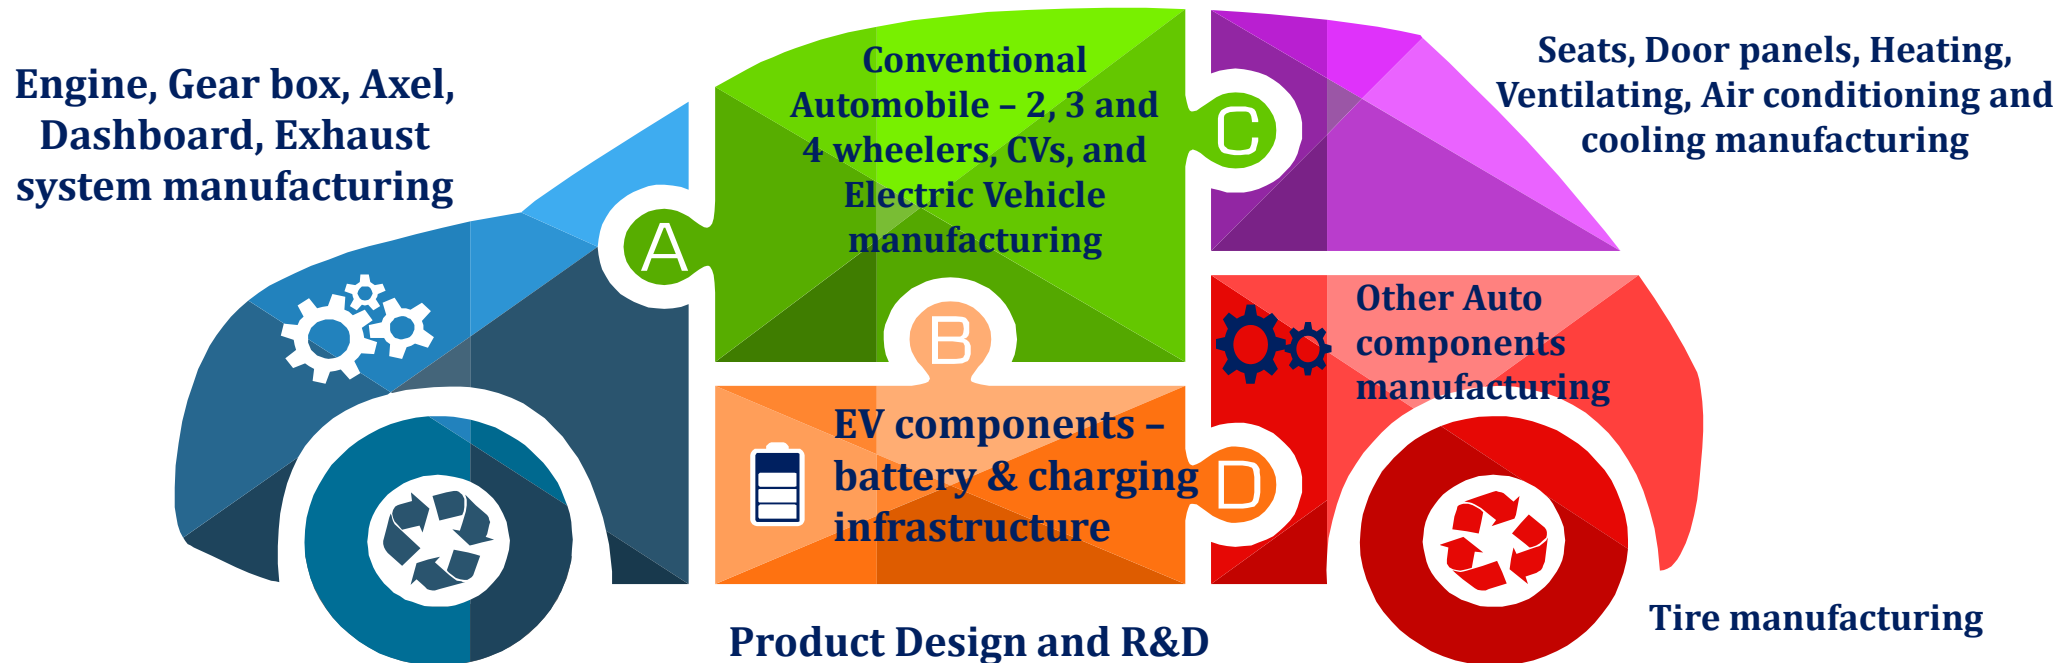 Engine, Gear box, Axel,
Dashboard, Exhaust
system manufacturing
A
Conventional
Automobile – 2, 3 and
4 wheelers, CVs, and
Electric Vehicle
manufacturing
C
Seats, Door panels, Heating,
Ventilating, Air conditioning and
cooling manufacturing
B
EV components –
battery & charging
infrastructure
D
Other Auto
components
manufacturing
Product Design and R&D
Tire manufacturing